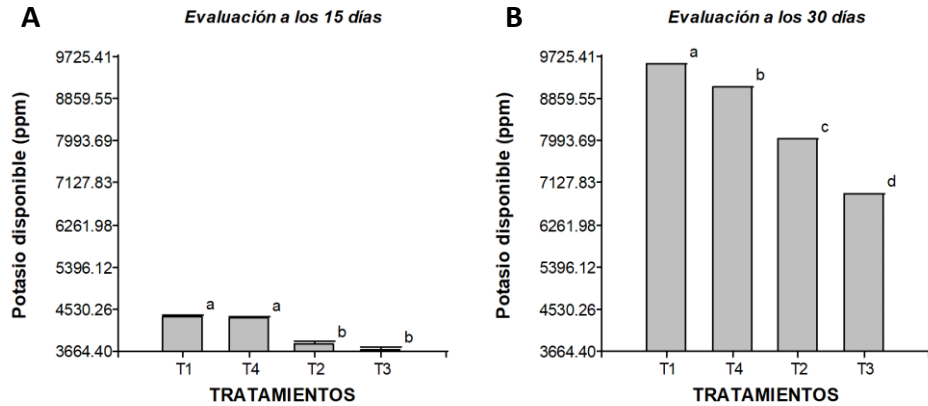 A
Evaluación a los 15 días
Potasio disponible (ppm)
9725.41
8859.55
7993.69
7127.83
6261.98
5396.12
4530.26
3664.40
a
a
b
b
T1
T4
T2
T3
TRATAMIENTOS
B
Evaluación a los 30 días
Potasio disponible (ppm)
9725.41
8859.55
7993.69
7127.83
6261.98
5396.12
4530.26
3664.40
a
b
c
d
T1
T4
T2
T3
TRATAMIENTOS